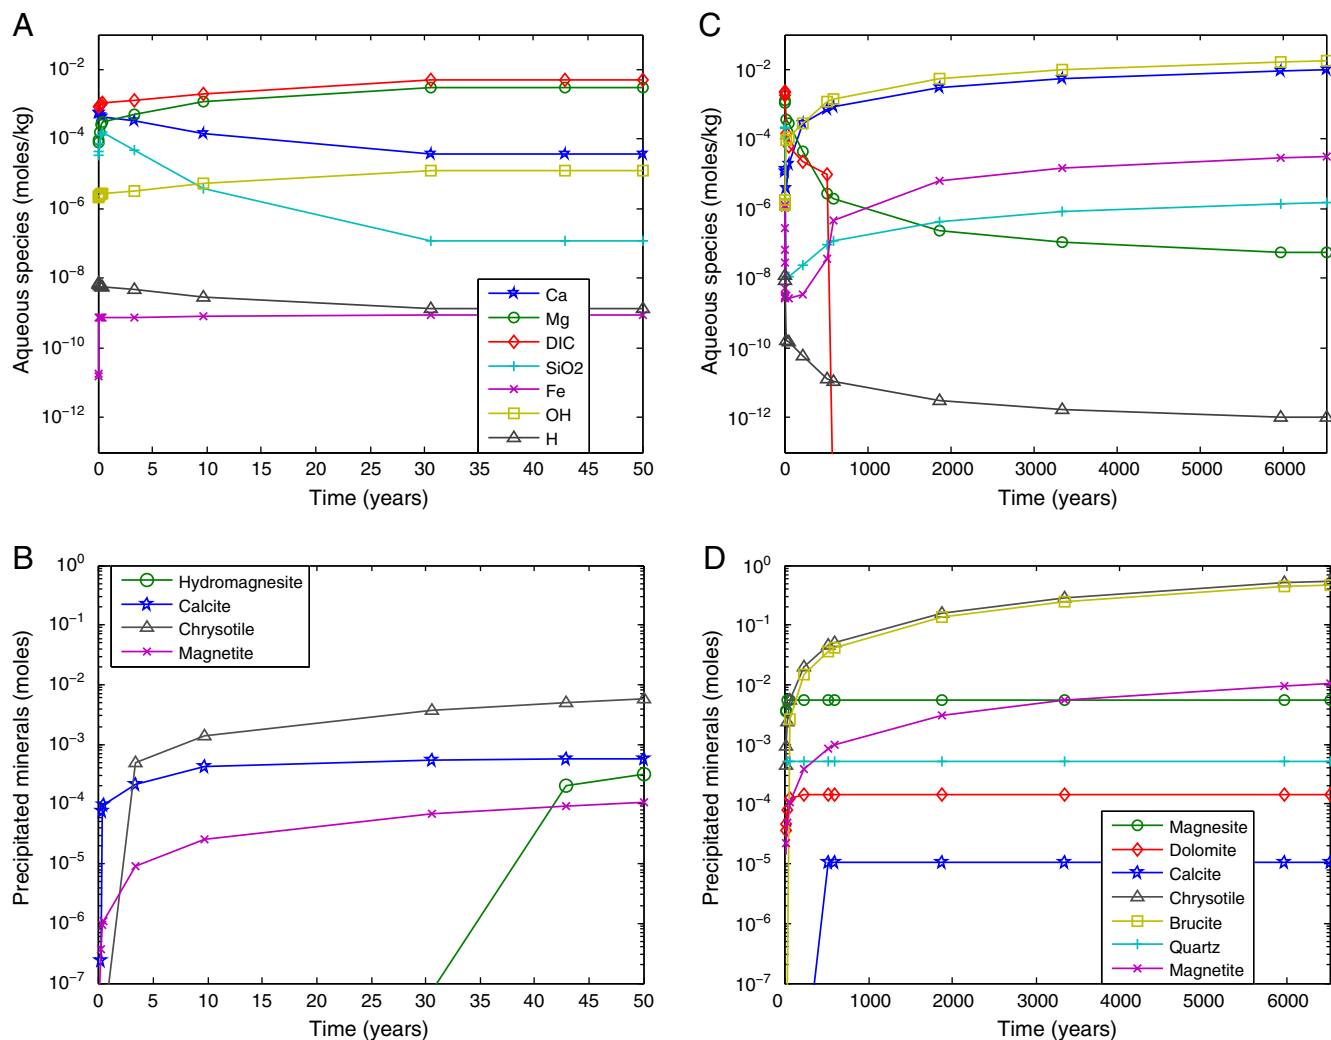 A
Aqueous species (moles/kg)
10^-2
10^-4
10^-6
10^-8
10^-10
10^-12
0 5 10 15 20 25 30 35 40 45 50
Time (years)
Ca
Mg
DIC
SiO2
Fe
OH
H
C
Aqueous species (moles/kg)
10^-2
10^-4
10^-6
10^-8
10^-10
10^-12
0 1000 2000 3000 4000 5000 6000
Time (years)
B
Precipitated minerals (moles)
10^0
10^-1
10^-2
10^-3
10^-4
10^-5
10^-6
10^-7
0 5 10 15 20 25 30 35 40 45 50
Time (years)
Hydromagnesite
Calcite
Chrysotile
Magnetite
D
Precipitated minerals (moles)
10^0
10^-1
10^-2
10^-3
10^-4
10^-5
10^-6
10^-7
0 1000 2000 3000 4000 5000 6000
Time (years)
Magnesite
Dolomite
Calcite
Chrysotile
Brucite
Quartz
Magnetite